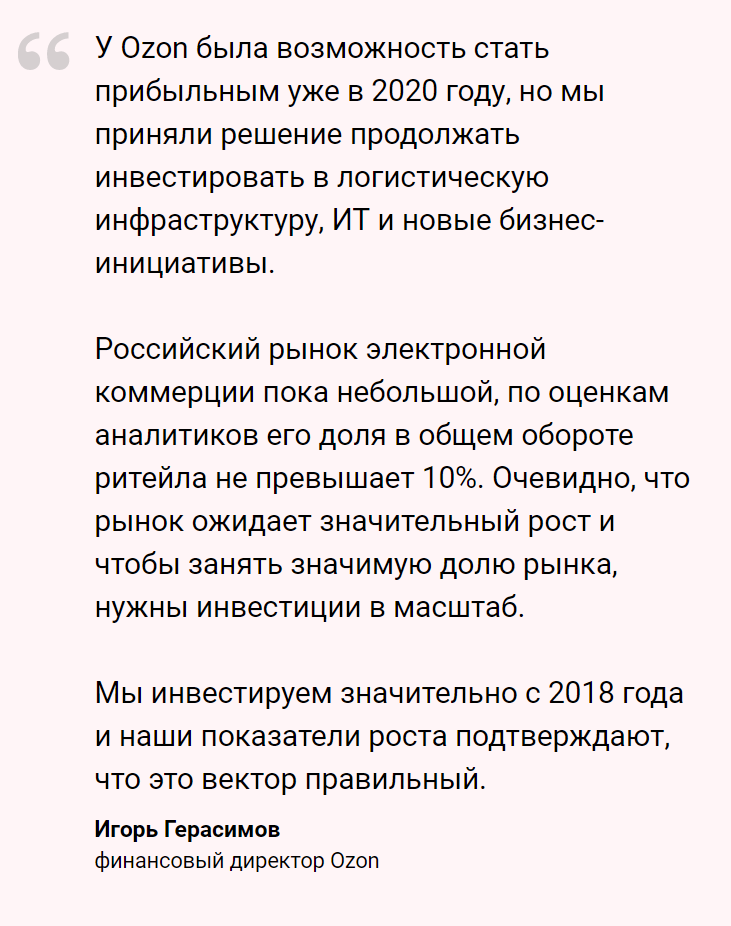 У Ozon была возможность стать
прибыльным уже в 2020 году, но мы
приняли решение продолжать
инвестировать в логистическую
инфраструктуру, ИТ и новые бизнес-
инициативы.
Российский рынок электронной
коммерции пока небольшой, по оценкам
аналитиков его доля в общем обороте
ритейла не превышает 10%. Очевидно, что
рынок ожидает значительный рост и
чтобы занять значимую долю рынка,
нужны инвестиции в масштаб.
Мы инвестируем значительно с 2018 года
и наши показатели роста подтверждают,
что это вектор правильный.
Игорь Герасимов
финансовый директор Ozon